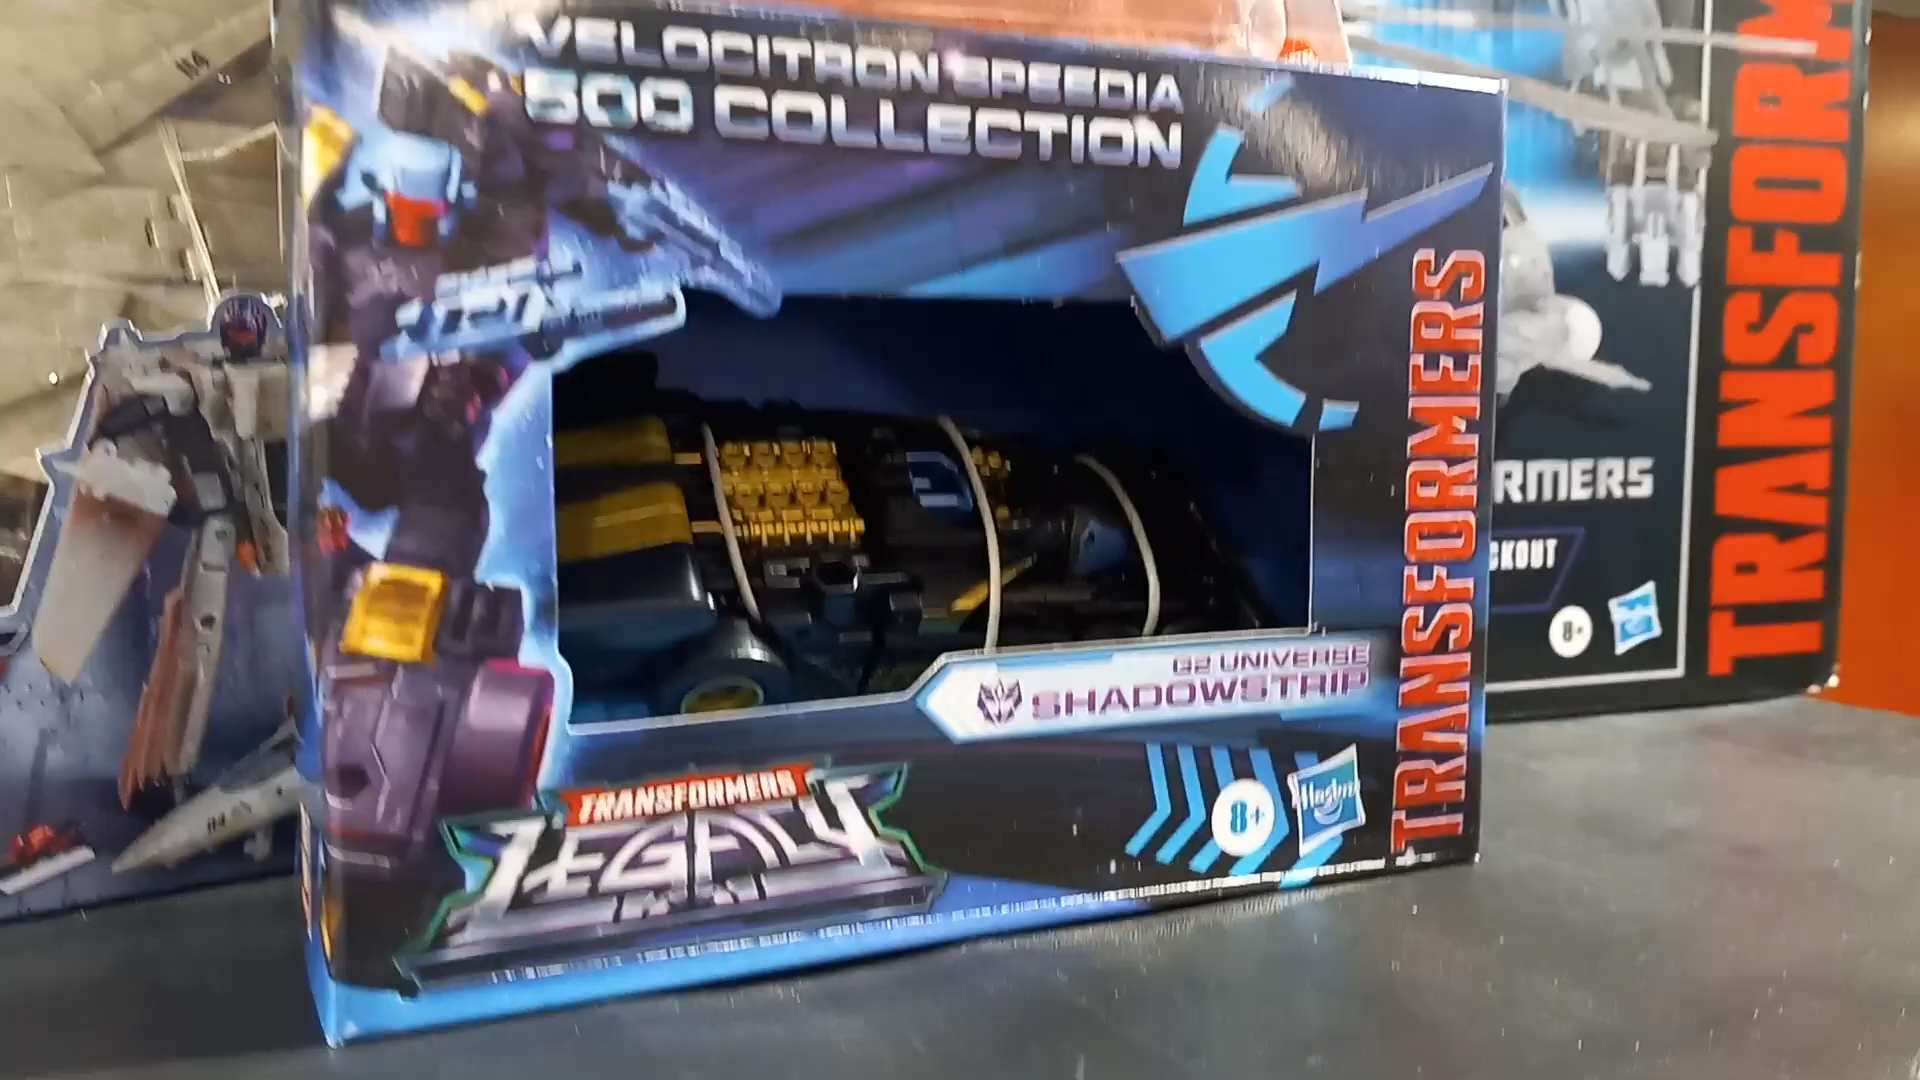 VELOCITRON SPEEDIA
500 COLLECTION
TRANSFORMERS
G2 UNIVERSE
SHADOWSTRIP
TRANSFORMERS
LEGACY
8+
Hasbro
TRANSFORM
RMERS
CKOUT
8+